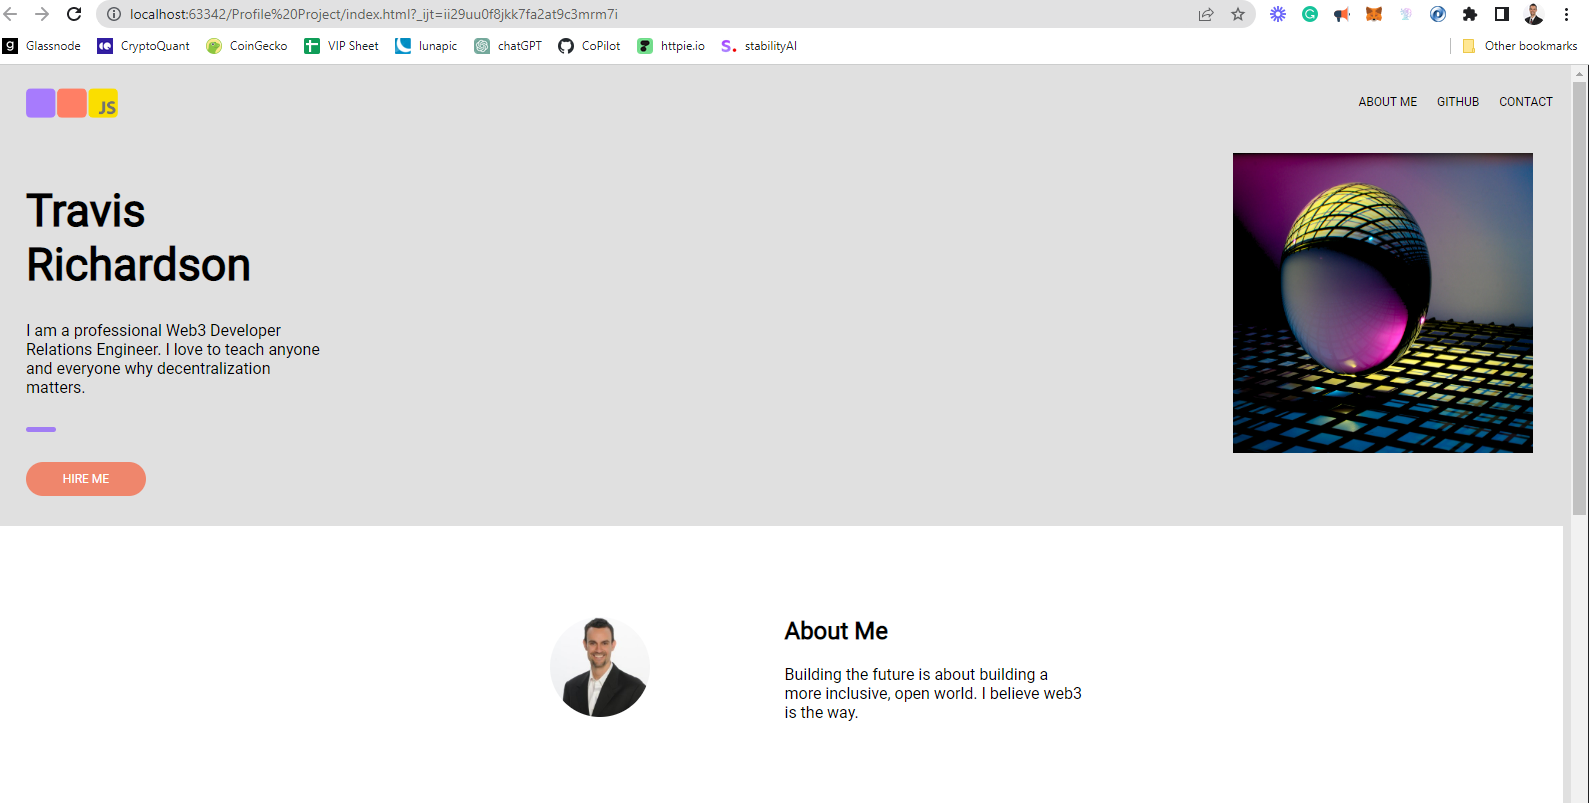 localhost:63342/Profile%20Project/index.html?_ijt=ii29uu0f8jkk7fa2at9c3mrm7i
Glassnode CryptoQuant CoinGecko VIP Sheet lunapic chatGPT CoPilot httpie.io stabilityAI Other bookmarks
JS ABOUT ME GITHUB CONTACT
Travis
Richardson
I am a professional Web3 Developer
Relations Engineer. I love to teach anyone
and everyone why decentralization
matters.
HIRE ME
About Me
Building the future is about building a
more inclusive, open world. I believe web3
is the way.